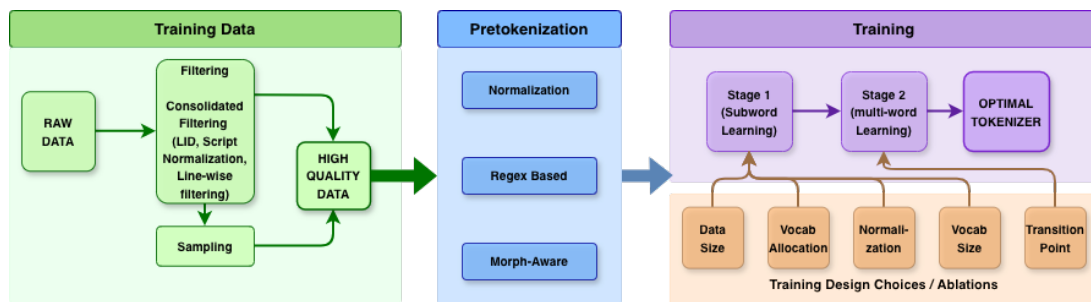 Training Data
RAW
DATA
Filtering
Consolidated
Filtering
(LID, Script
Normalization,
Line-wise
filtering)
Sampling
HIGH
QUALITY
DATA
Pretokenization
Normalization
Regex Based
Morph-Aware
Training
Stage 1
(Subword
Learning)
Stage 2
(multi-word
Learning)
OPTIMAL
TOKENIZER
Data
Size
Vocab
Allocation
Normali-
zation
Vocab
Size
Transition
Point
Training Design Choices / Ablations